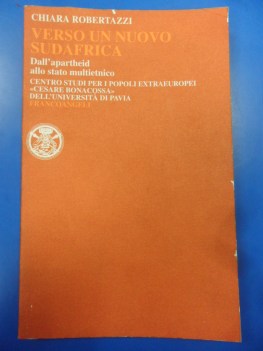 CHIARA ROBERTAZZI
VERSO UN NUOVO
SUDAFRICA
Dall'apartheid
allo stato multietnico
CENTRO STUDI PER I POPOLI EXTRAEUROPEI
«CESARE BONACOSSA»
DELL'UNIVERSITÀ DI PAVIA
FRANCOANGELI